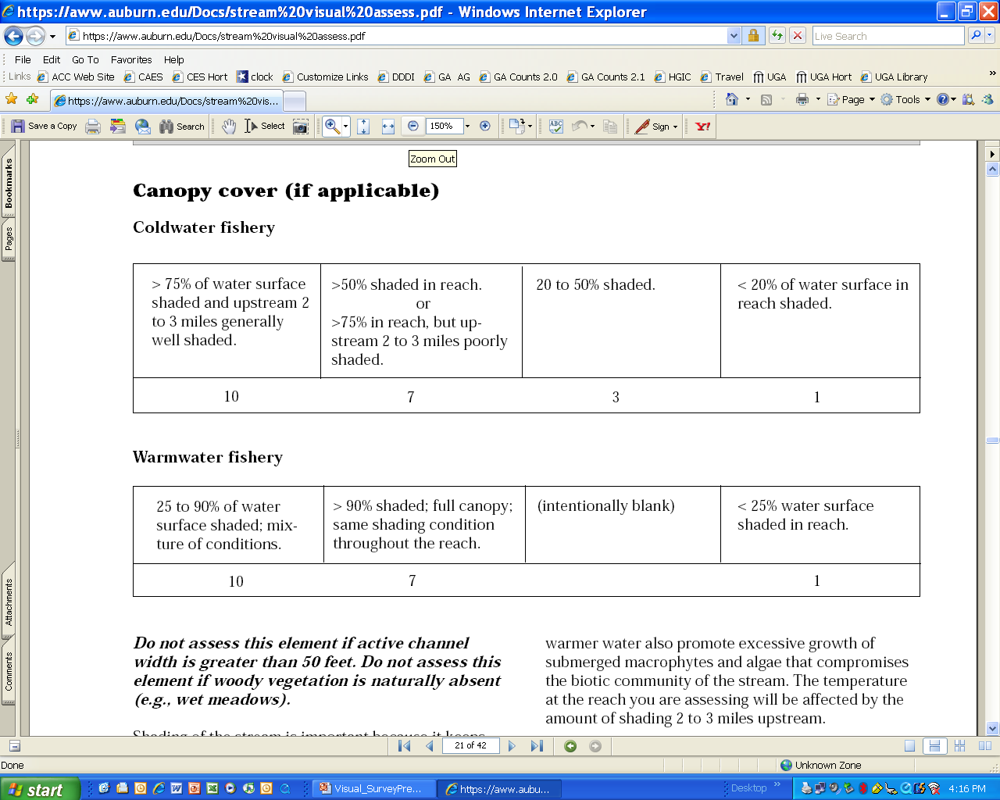 https://aww.auburn.edu/Docs/stream%20visual%20assess.pdf - Windows Internet Explorer
https://aww.auburn.edu/Docs/stream%20visual%20assess.pdf
Live Search
File Edit Go To Favorites Help
Links ACC Web Site CAES CES Hort clock Customize Links DDDI GA AG GA Counts 2.0 GA Counts 2.1 HGIC Travel UGA UGA Hort UGA Library »
https://aww.auburn.edu/Docs/stream%20vis...
Page Tools
Save a Copy Search Select 150% Sign Y!
Zoom Out
Bookmarks
Pages
Attachments
Comments
Canopy cover (if applicable)
Coldwater fishery
> 75% of water surface
shaded and upstream 2
to 3 miles generally
well shaded.
>50% shaded in reach.
or
>75% in reach, but up-
stream 2 to 3 miles poorly
shaded.
20 to 50% shaded.
< 20% of water surface in
reach shaded.
10 7 3 1
Warmwater fishery
25 to 90% of water
surface shaded; mix-
ture of conditions.
> 90% shaded; full canopy;
same shading condition
throughout the reach.
(intentionally blank)
< 25% water surface
shaded in reach.
10 7 1
Do not assess this element if active channel
width is greater than 50 feet. Do not assess this
element if woody vegetation is naturally absent
(e.g., wet meadows).
Shading of the stream is important because it keeps
warmer water also promote excessive growth of
submerged macrophytes and algae that compromises
the biotic community of the stream. The temperature
at the reach you are assessing will be affected by the
amount of shading 2 to 3 miles upstream.
21 of 42
Done
Unknown Zone
start
Visual_SurveyPre...
https://aww.aubu...
Desktop »
4:16 PM